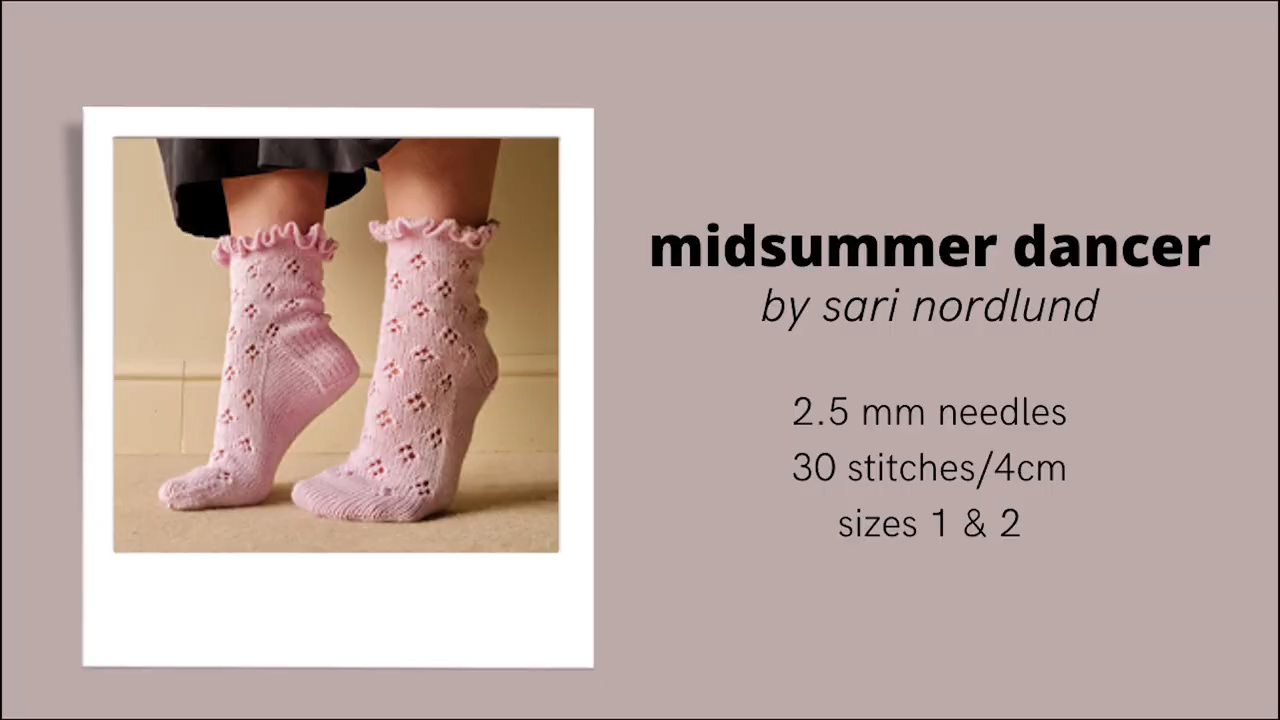 midsummer dancer
by sari nordlund
2.5 mm needles
30 stitches/4cm
sizes 1 & 2